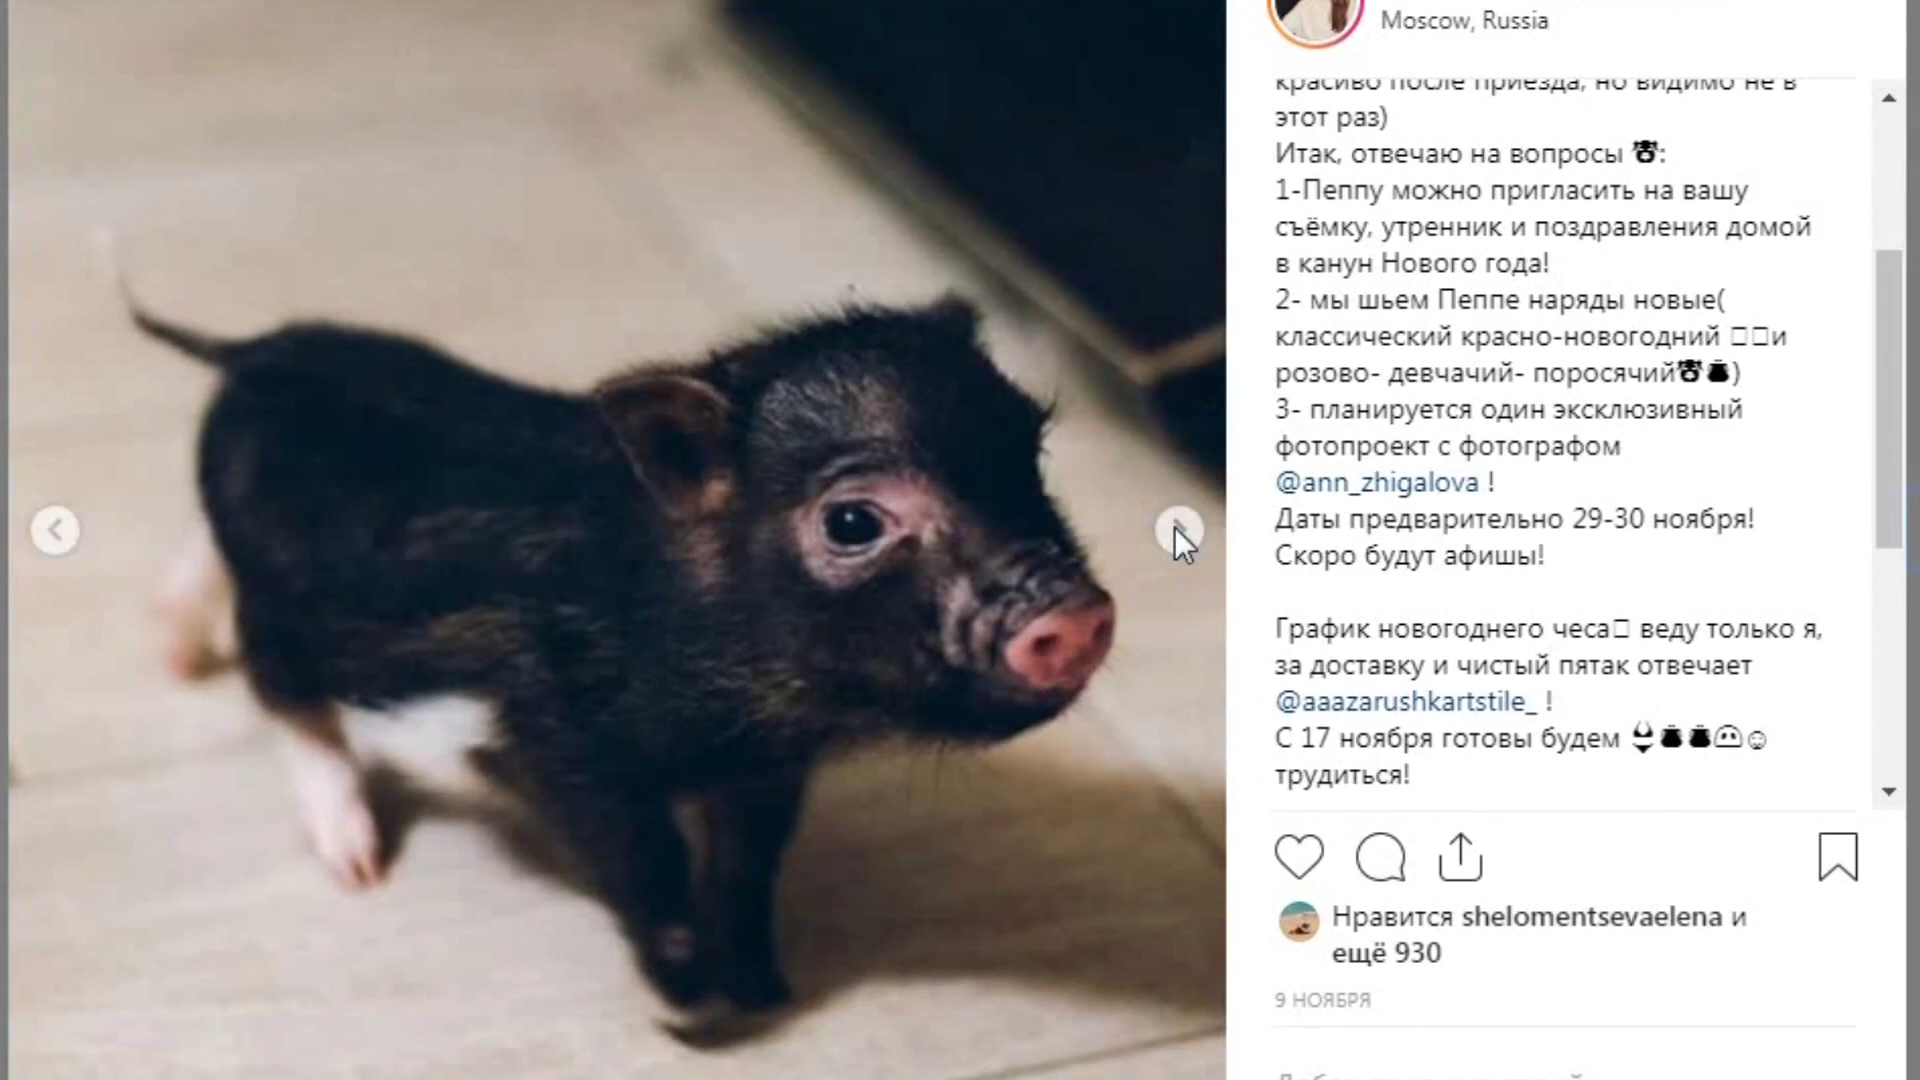 Moscow, Russia
красиво после приезда, но видимо не в
этот раз)
Итак, отвечаю на вопросы 🐷:
1-Пеппу можно пригласить на вашу
съёмку, утренник и поздравления домой
в канун Нового года!
2- мы шьем Пеппе наряды новые(
классический красно-новогодний □□и
розово- девчачий- поросячий)
3- планируется один эксклюзивный
фотопроект с фотографом
@ann_zhigalova !
Даты предварительно 29-30 ноября!
Скоро будут афишы!
График новогоднего чеса□ веду только я,
за доставку и чистый пятак отвечает
@aaazarushkartstile_ !
С 17 ноября готовы будем
трудиться!
Нравится shelomentsevaelena и
ещё 930
9 НОЯБРЯ